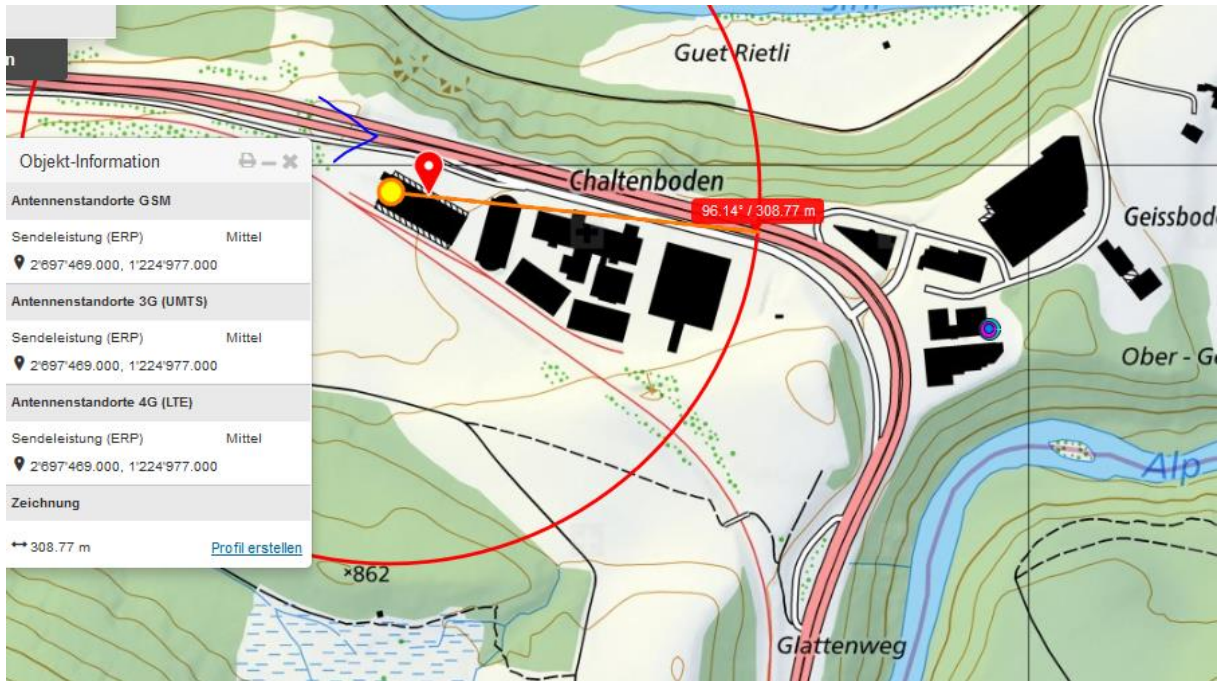 Guet Rietli
n
Objekt-Information
Antennenstandorte GSM
Sendeleistung (ERP) Mittel
2'697'469.000, 1'224'977.000
Antennenstandorte 3G (UMTS)
Sendeleistung (ERP) Mittel
2'697'469.000, 1'224'977.000
Antennenstandorte 4G (LTE)
Sendeleistung (ERP) Mittel
2'697'469.000, 1'224'977.000
Zeichnung
308.77 m Profil erstellen
Chaltenboden
96.14° / 308.77 m
Geissbod
Ober - Ge
Alp
×862
Glattenweg